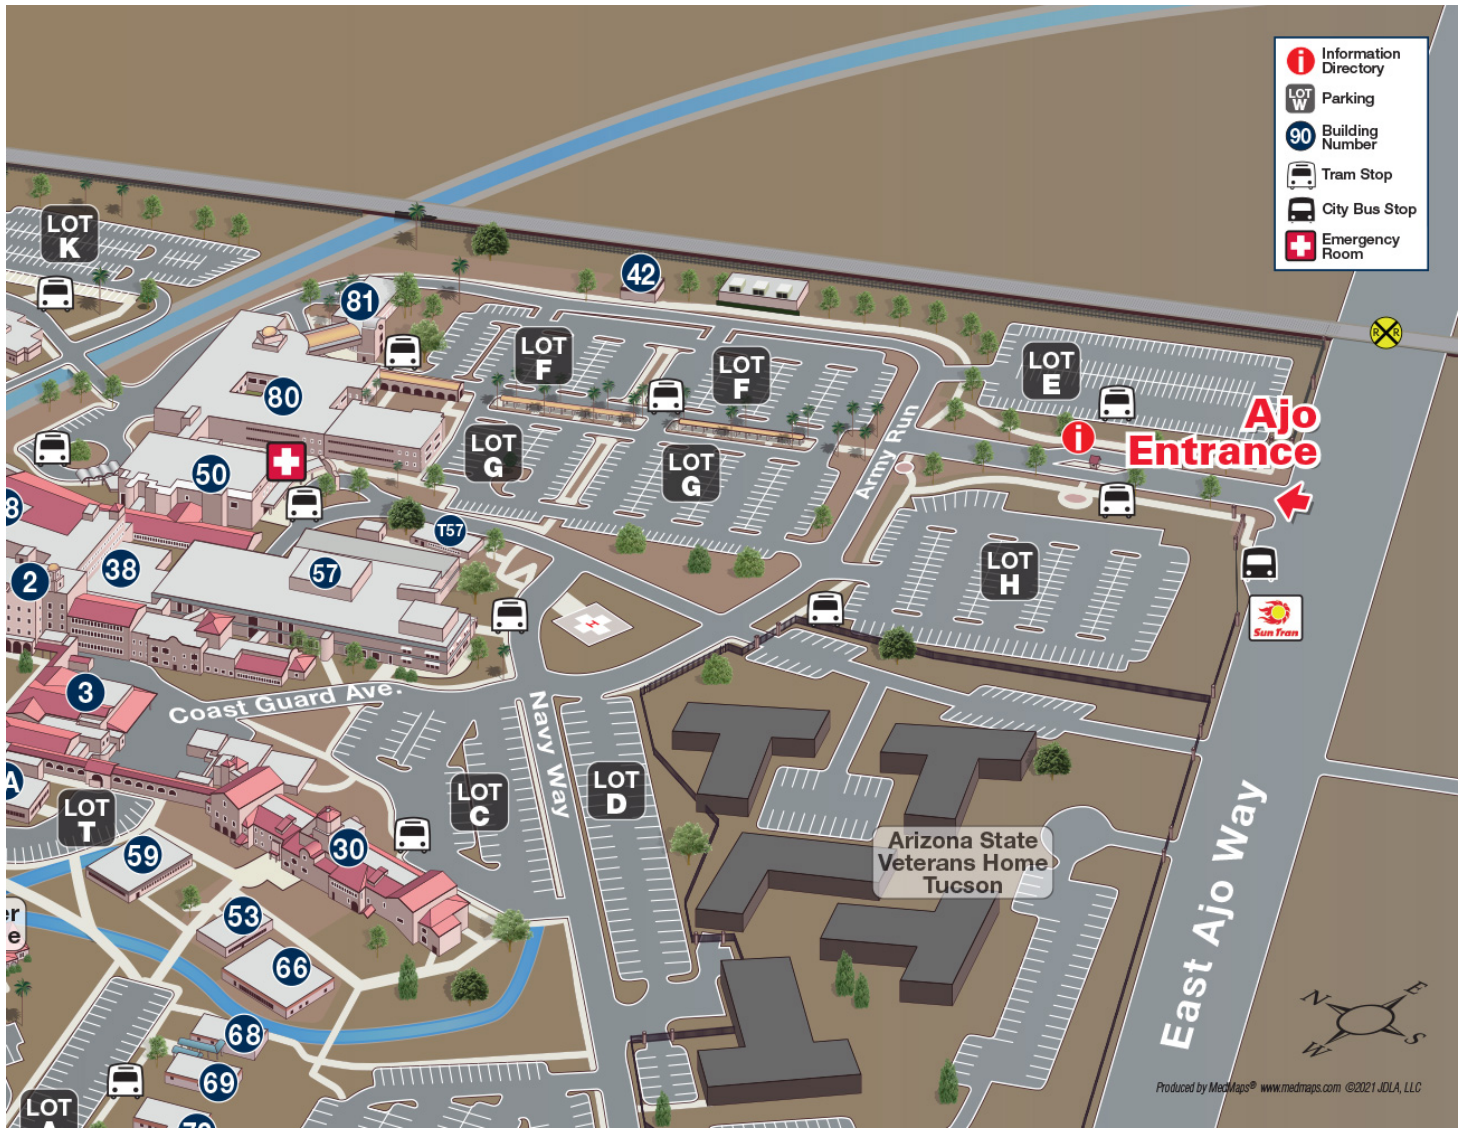 Information
Directory
LOT
W
Parking
90
Building
Number
Tram Stop
City Bus Stop
Emergency
Room
LOT
K
42
81
R R
LOT
F
LOT
F
LOT
E
80
Ajo
Entrance
i
Army Run
LOT
G
LOT
G
50
8
T57
2
38
57
LOT
H
H
Sun Tran
3
Coast Guard Ave.
Navy Way
A
LOT
T
LOT
C
LOT
D
59
30
Arizona State
Veterans Home
Tucson
East Ajo Way
53
er
e
66
68
69
LOT
A
N
E
S
W
Produced by MedMaps® www.medmaps.com ©2021 JDLA, LLC